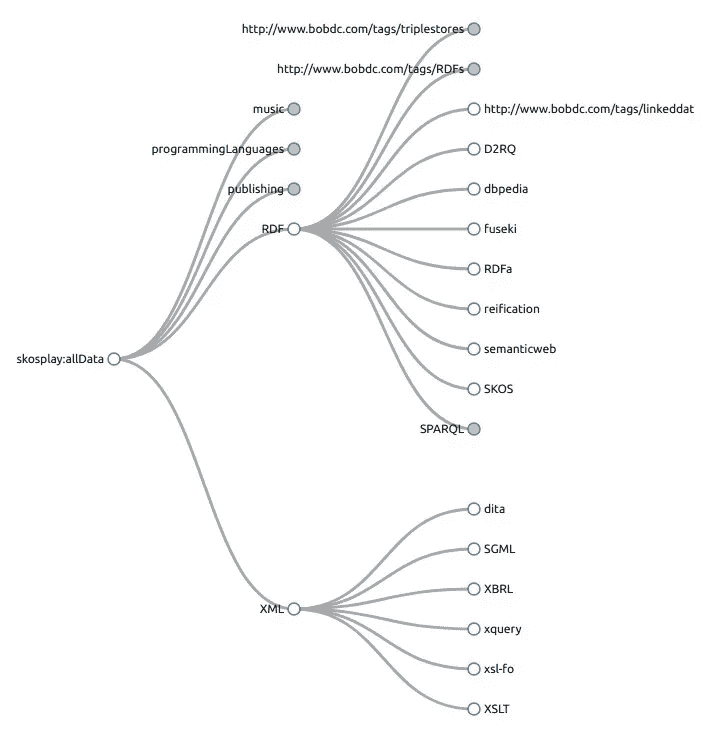 http://www.bobdc.com/tags/triplestores
http://www.bobdc.com/tags/RDFs
music
http://www.bobdc.com/tags/linkeddat
programmingLanguages
D2RQ
publishing
dbpedia
RDF
fuseki
RDFa
reification
skosplay:allData
semanticweb
SKOS
SPARQL
dita
SGML
XBRL
XML
xquery
xsl-fo
XSLT